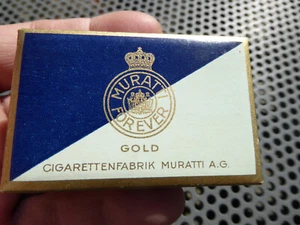 MURATTI
FOREVER
GOLD
CIGARETTENFABRIK MURATTI A.G.